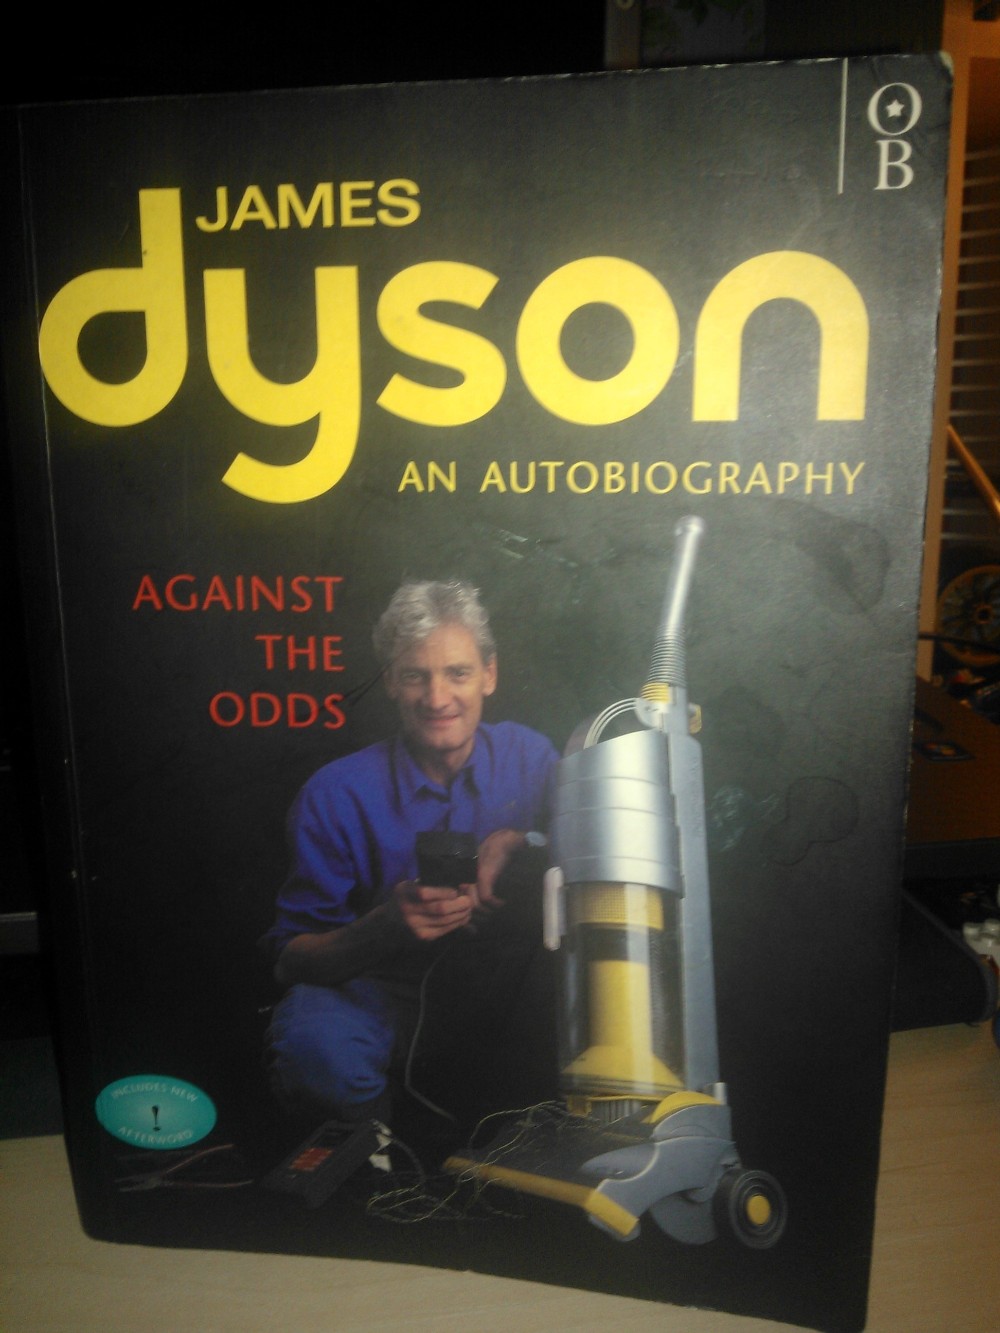 O
B
JAMES
dyson
AN AUTOBIOGRAPHY
AGAINST
THE
ODDS
INCLUDES NEW
!
AFTERWORD